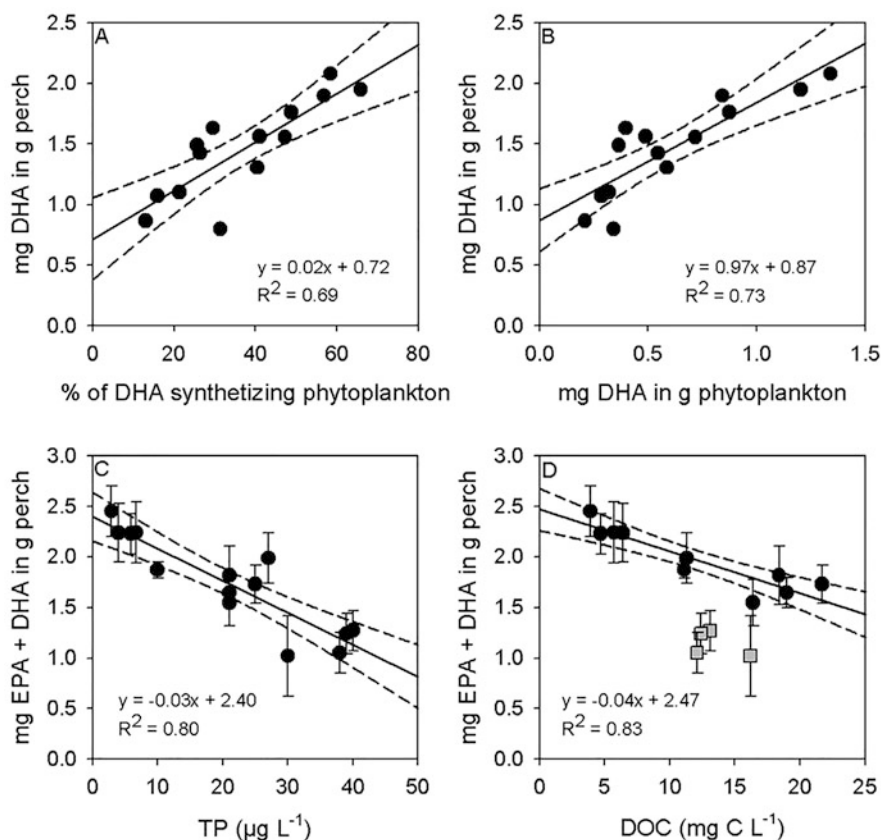 A
mg DHA in g perch
2.5
2.0
1.5
1.0
0.5
0.0
y = 0.02x + 0.72
R² = 0.69
0 20 40 60 80
% of DHA synthetizing phytoplankton
B
mg DHA in g perch
2.5
2.0
1.5
1.0
0.5
0.0
y = 0.97x + 0.87
R² = 0.73
0.0 0.5 1.0 1.5
mg DHA in g phytoplankton
C
mg EPA + DHA in g perch
3.0
2.5
2.0
1.5
1.0
0.5
0.0
y = -0.03x + 2.40
R² = 0.80
0 10 20 30 40 50
TP (µg L⁻¹)
D
mg EPA + DHA in g perch
3.0
2.5
2.0
1.5
1.0
0.5
0.0
y = -0.04x + 2.47
R² = 0.83
0 5 10 15 20 25
DOC (mg C L⁻¹)